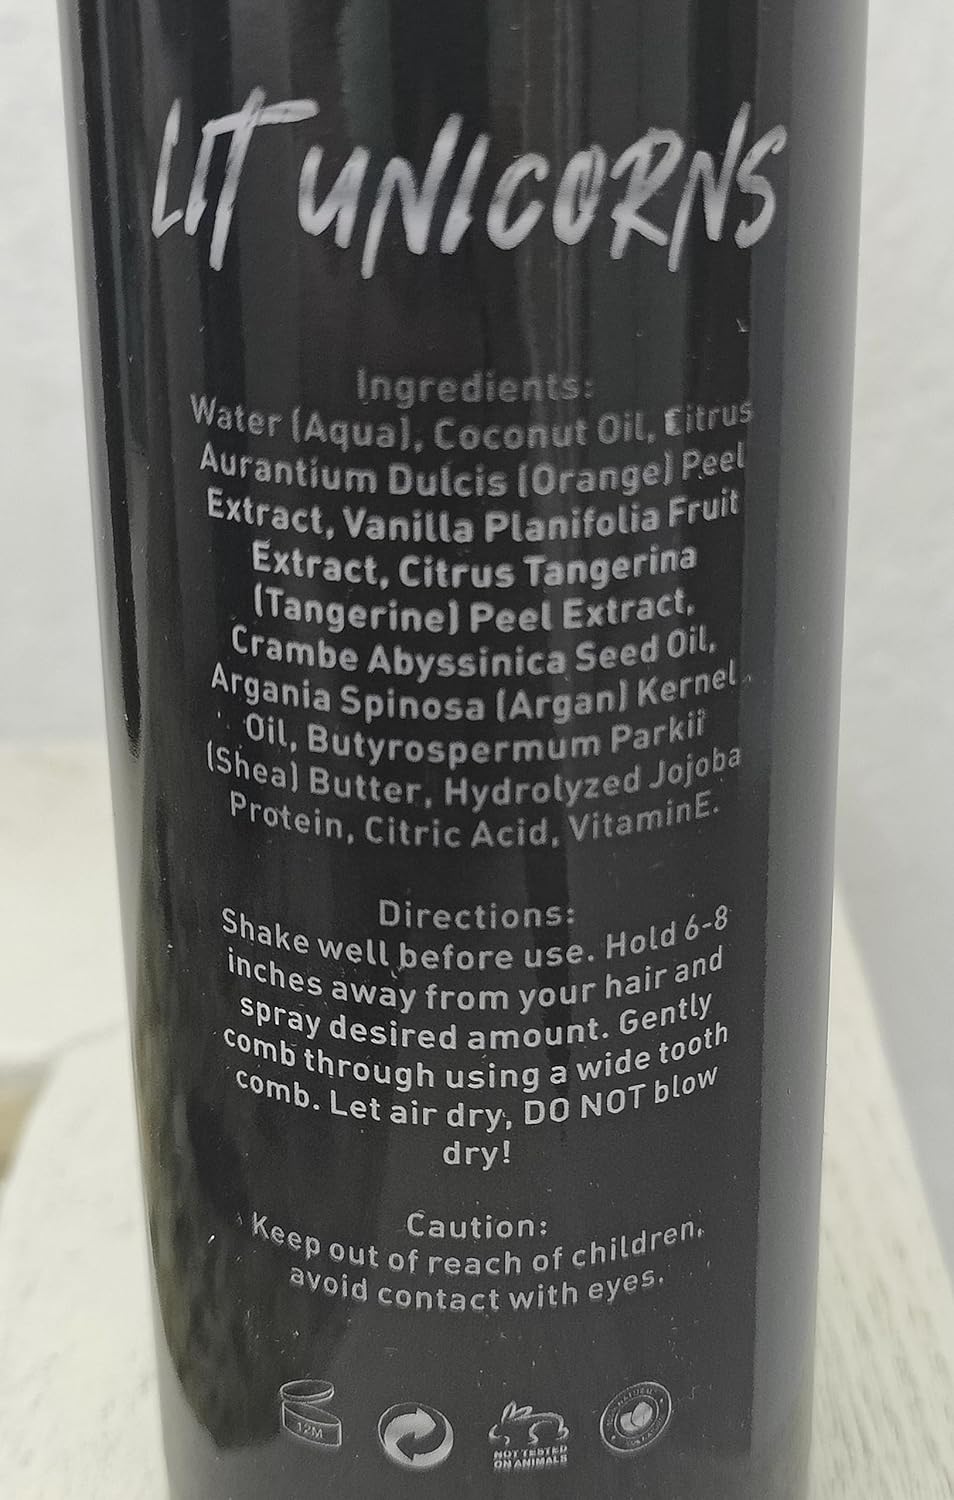 LIT UNICORNS
Ingredients:
Water (Aqua), Coconut Oil, Citrus
Aurantium Dulcis (Orange) Peel
Extract, Vanilla Planifolia Fruit
Extract, Citrus Tangerina
(Tangerine) Peel Extract,
Crambe Abyssinica Seed Oil,
Argania Spinosa (Argan) Kernel
Oil, Butyrospermum Parkii
(Shea) Butter, Hydrolyzed Jojoba
Protein, Citric Acid, VitaminE.
Directions:
Shake well before use. Hold 6-8
inches away from your hair and
spray desired amount. Gently
comb through using a wide tooth
comb. Let air dry, DO NOT blow
dry!
Caution:
Keep out of reach of children,
avoid contact with eyes.
12M
NOT TESTED
ON ANIMALS